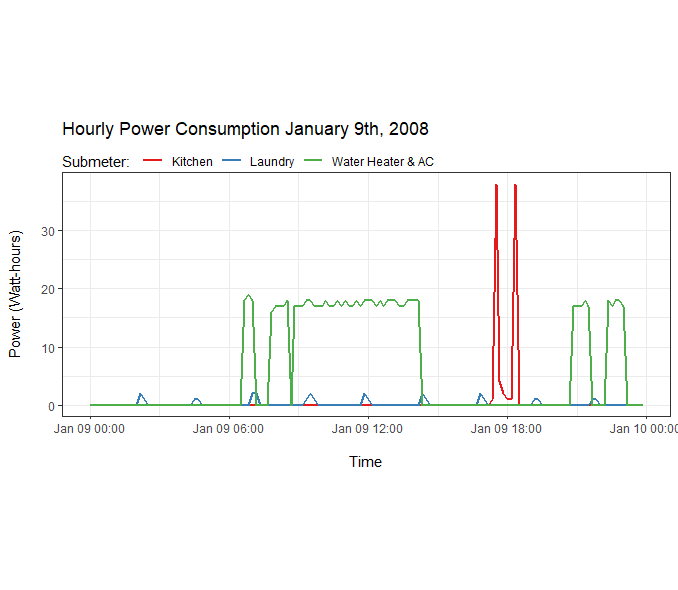 Hourly Power Consumption January 9th, 2008
Submeter: Kitchen Laundry Water Heater & AC
Power (Watt-hours)
30
20
10
0
Jan 09 00:00 Jan 09 06:00 Jan 09 12:00 Jan 09 18:00 Jan 10 00:00
Time